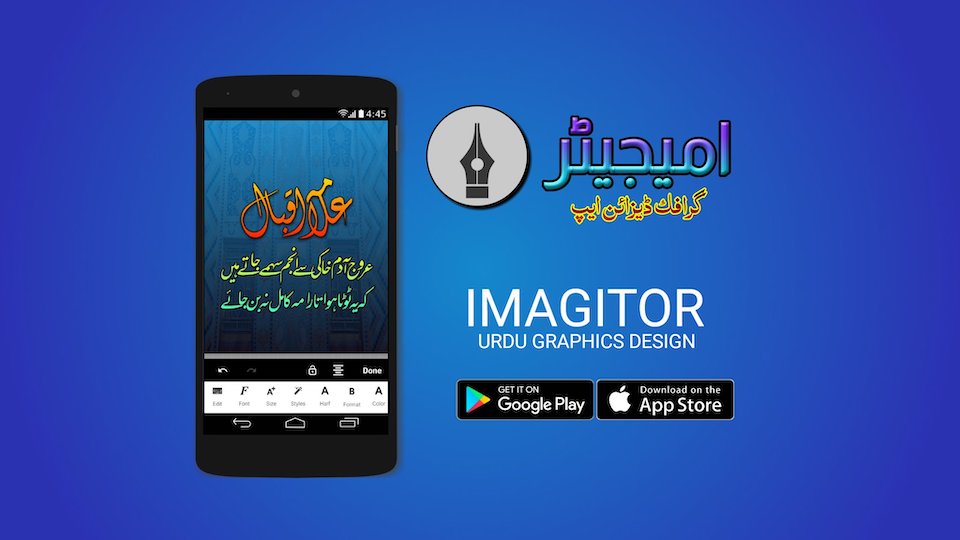 4:45
علامہ اقبال
عروجِ آدم خاکی سے انجم سہمے جاتے ہیں
کہ یہ ٹوٹا ہوا تارا مہ کامل نہ بن جائے
Done
Edit Font Size Styles Half Format Color
امیجیٹر
گرافک ڈیزائن ایپ
IMAGITOR
URDU GRAPHICS DESIGN
GET IT ON
Google Play
Download on the
App Store